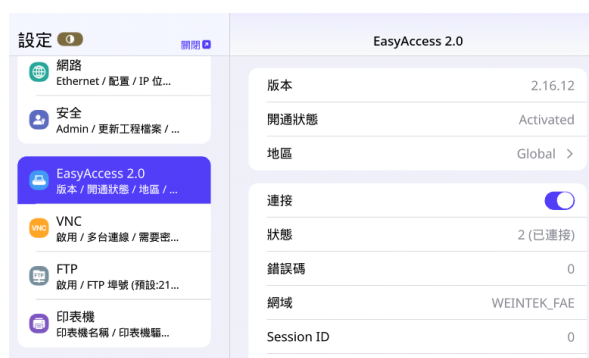 設定
關閉
網路
Ethernet / 配置 / IP 位...
安全
Admin / 更新工程檔案 / ...
EasyAccess 2.0
版本 / 開通狀態 / 地區 / ...
VNC
VNC
啟用 / 多台連線 / 需要密...
FTP
啟用 / FTP 埠號 (預設:21...
印表機
印表機名稱 / 印表機驅...
EasyAccess 2.0
版本 2.16.12
開通狀態 Activated
地區 Global >
連接
狀態 2 (已連接)
錯誤碼 0
網域 WEINTEK_FAE
Session ID 0